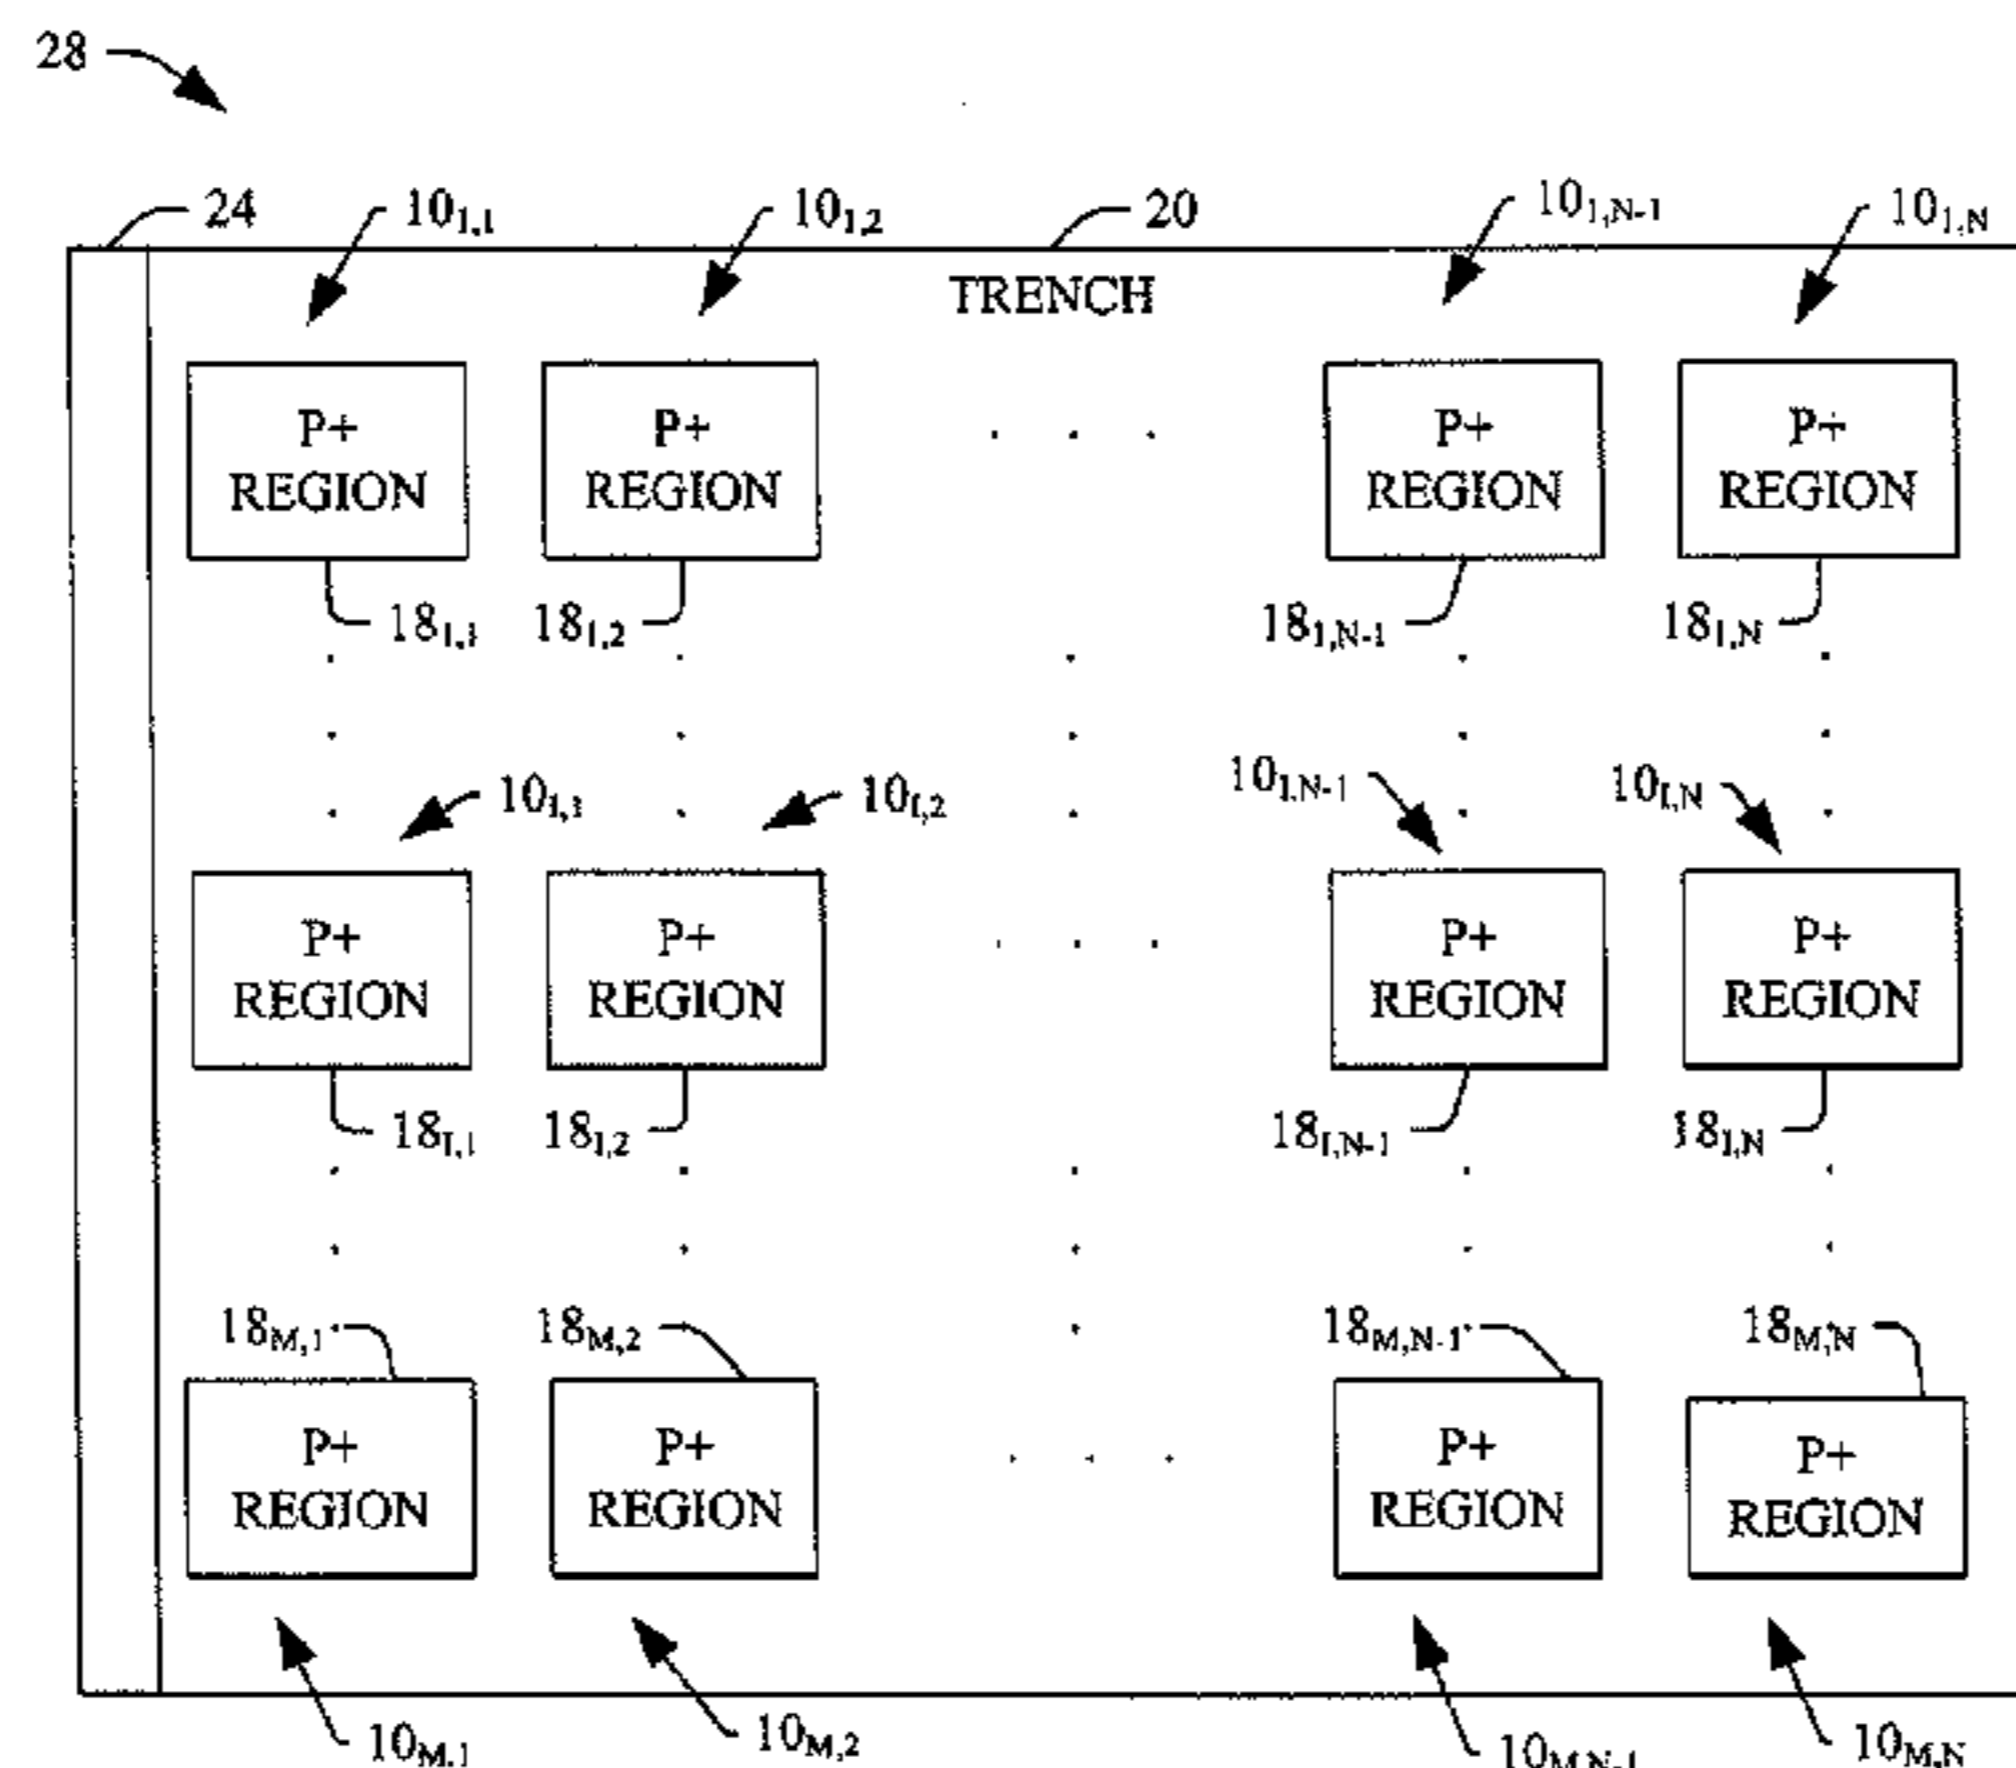 28
24 10₁,₁ 10₁,₂ 20 10₁,N-1 10₁,N
TRENCH
P+ P+ P+ P+
REGION REGION REGION REGION
18₁,₁ 18₁,₂ 18₁,N-1 18₁,N
10I,1 10I,2 10I,N-1 10I,N
P+ P+ P+ P+
REGION REGION REGION REGION
18I,1 18I,2 18I,N-1 18I,N
18M,1 18M,2 18M,N-1 18M,N
P+ P+ P+ P+
REGION REGION REGION REGION
10M,1 10M,2 10M,N-1 10M,N